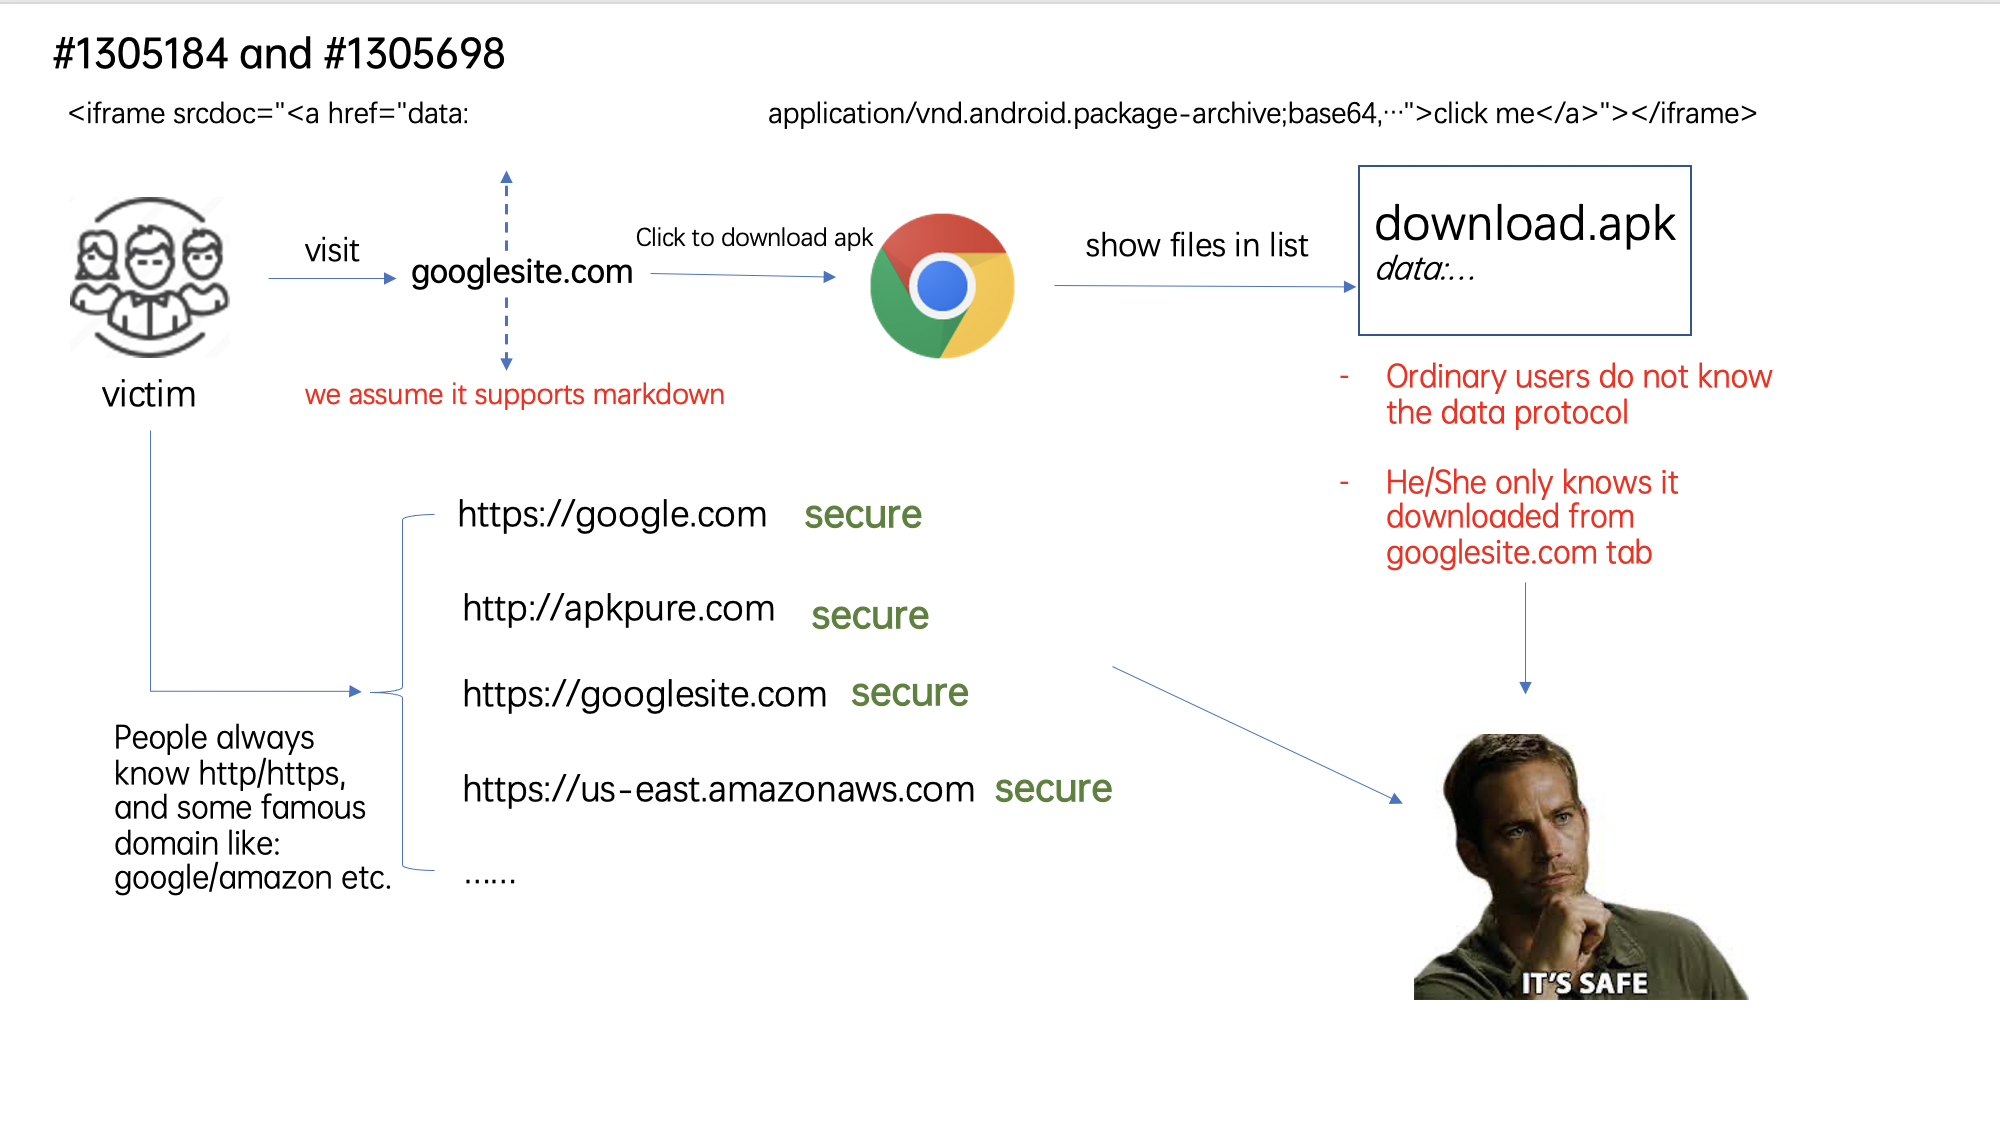 #1305184 and #1305698
<iframe srcdoc="<a href="data: application/vnd.android.package-archive;base64,…">click me</a>"></iframe>
visit
googlesite.com
Click to download apk
show files in list
download.apk
data:...
victim
we assume it supports markdown
- Ordinary users do not know
the data protocol
- He/She only knows it
downloaded from
googlesite.com tab
https://google.com secure
http://apkpure.com secure
https://googlesite.com secure
https://us-east.amazonaws.com secure
......
People always
know http/https,
and some famous
domain like:
google/amazon etc.
IT'S SAFE